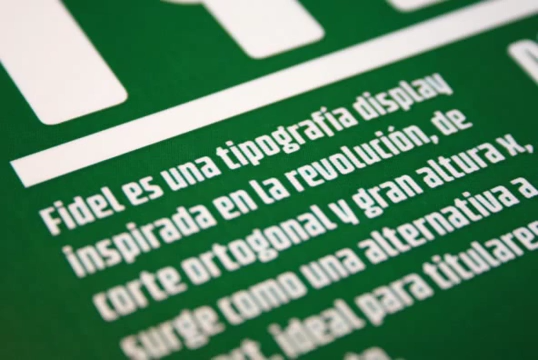 Fidel es una tipografía display
inspirada en la revolución, de
corte ortogonal y gran altura x,
surge como una alternativa a
ideal para titulares